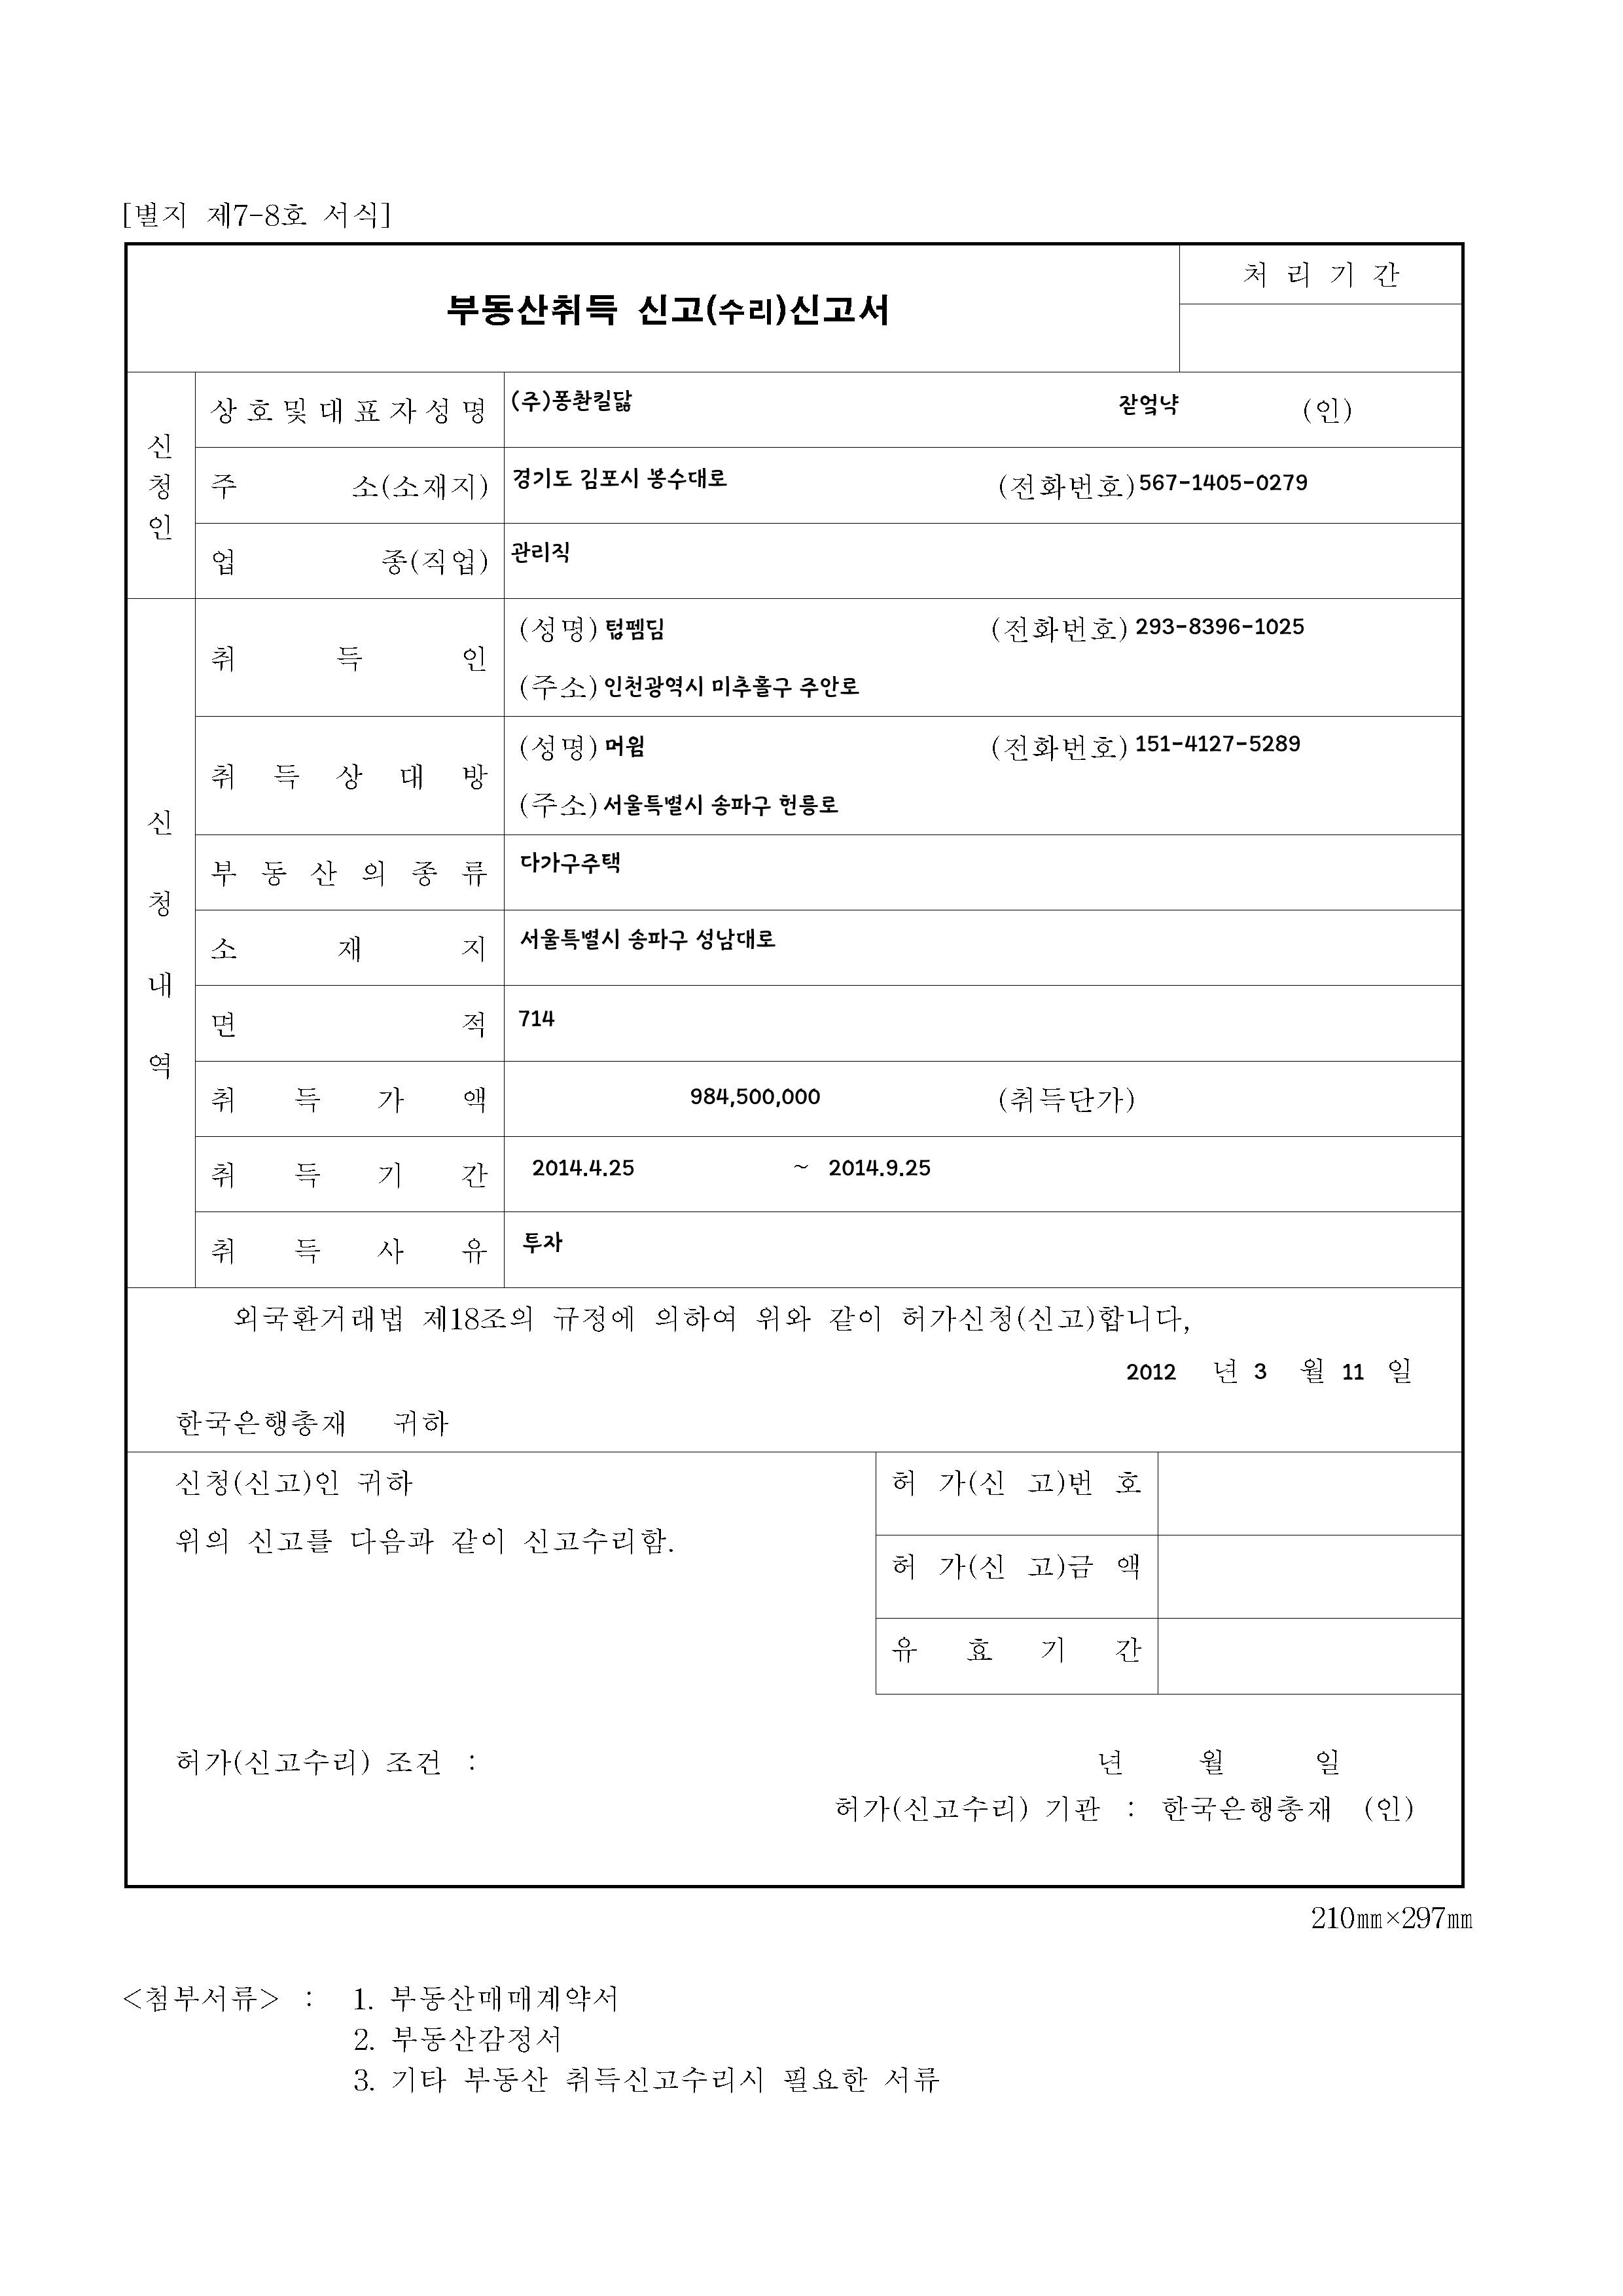 [별지 제7-8호 서식]
부동산취득 신고(수리)신고서
처 리 기 간
신청인
상호및대표자성명 (주)퐁촨킬닳 잗엌냑 (인)
주 소(소재지) 경기도 김포시 봉수대로 (전화번호) 567-1405-0279
업 종(직업) 관리직
신청내역
취 득 인
(성명) 텁펨딤 (전화번호) 293-8396-1025
(주소) 인천광역시 미추홀구 주안로
취 득 상 대 방
(성명) 머윔 (전화번호) 151-4127-5289
(주소) 서울특별시 송파구 헌릉로
부 동 산 의 종 류 다가구주택
소 재 지 서울특별시 송파구 성남대로
면 적 714
취 득 가 액 984,500,000 (취득단가)
취 득 기 간 2014.4.25 ~ 2014.9.25
취 득 사 유 투자
외국환거래법 제18조의 규정에 의하여 위와 같이 허가신청(신고)합니다,
2012 년 3 월 11 일
한국은행총재 귀하
신청(신고)인 귀하
위의 신고를 다음과 같이 신고수리함.
허 가(신 고)번 호
허 가(신 고)금 액
유 효 기 간
허가(신고수리) 조건 : 년 월 일
허가(신고수리) 기관 : 한국은행총재 (인)
210㎜×297㎜
<첨부서류> : 1. 부동산매매계약서
2. 부동산감정서
3. 기타 부동산 취득신고수리시 필요한 서류